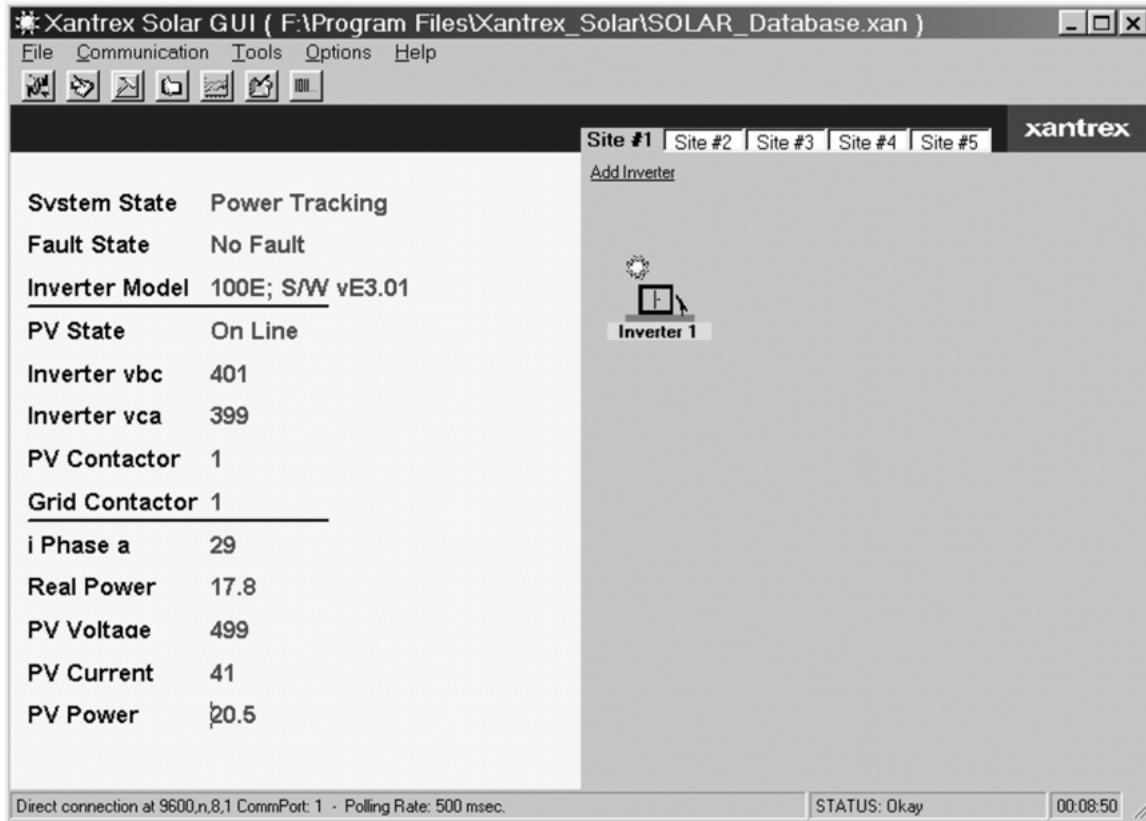 Xantrex Solar GUI ( F:\Program Files\Xantrex_Solar\SOLAR_Database.xan )
File Communication Tools Options Help
xantrex
Site #1 Site #2 Site #3 Site #4 Site #5
Add Inverter
System State Power Tracking
Fault State No Fault
Inverter Model 100E; S/W vE3.01
PV State On Line
Inverter 1
Inverter vbc 401
Inverter vca 399
PV Contactor 1
Grid Contactor 1
i Phase a 29
Real Power 17.8
PV Voltage 499
PV Current 41
PV Power 20.5
Direct connection at 9600,n,8,1 CommPort: 1 - Polling Rate: 500 msec. STATUS: Okay 00:08:50